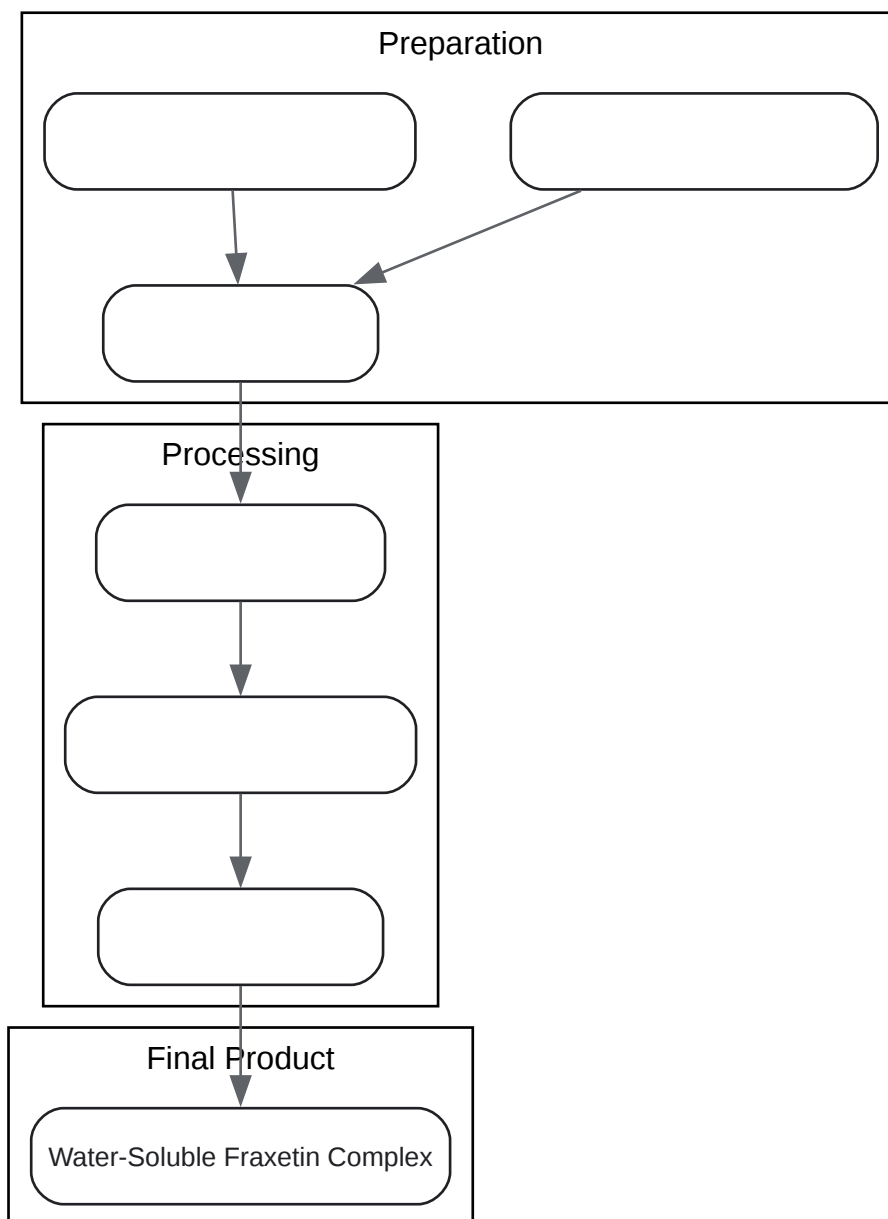 Preparation
Processing
Final Product
Water-Soluble Fraxetin Complex